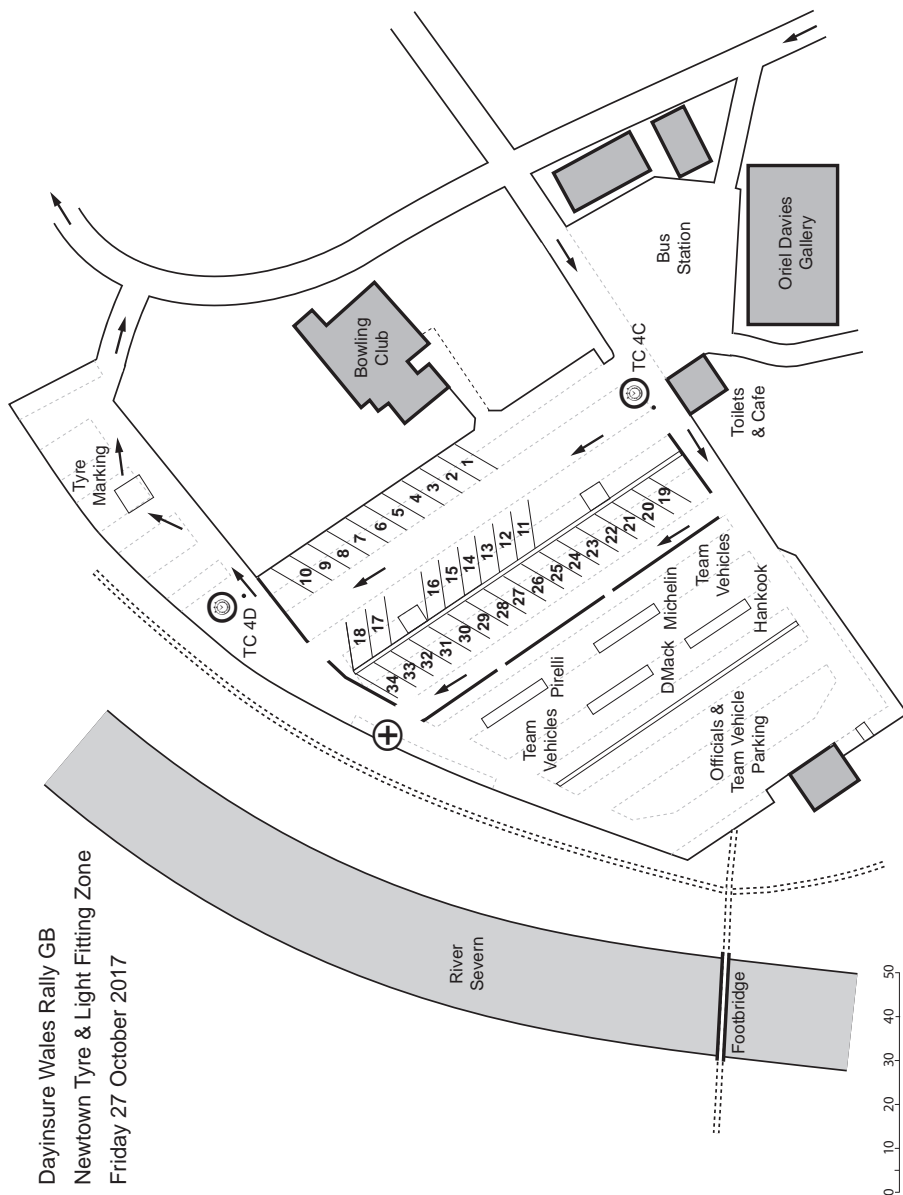 Dayinsure Wales Rally GB
Newtown Tyre & Light Fitting Zone
Friday 27 October 2017
River
Severn
Footbridge
0
10
20
30
40
50
Tyre
Marking
TC 4D
Bowling
Club
TC 4C
Bus
Station
Oriel Davies
Gallery
Toilets
& Cafe
1
2
3
4
5
6
7
8
9
10
11
12
13
14
15
16
17
18
19
20
21
22
23
24
25
26
27
28
29
30
31
32
33
34
Team
Vehicles
Pirelli
DMack
Michelin
Team
Vehicles
Hankook
Officials &
Team Vehicle
Parking